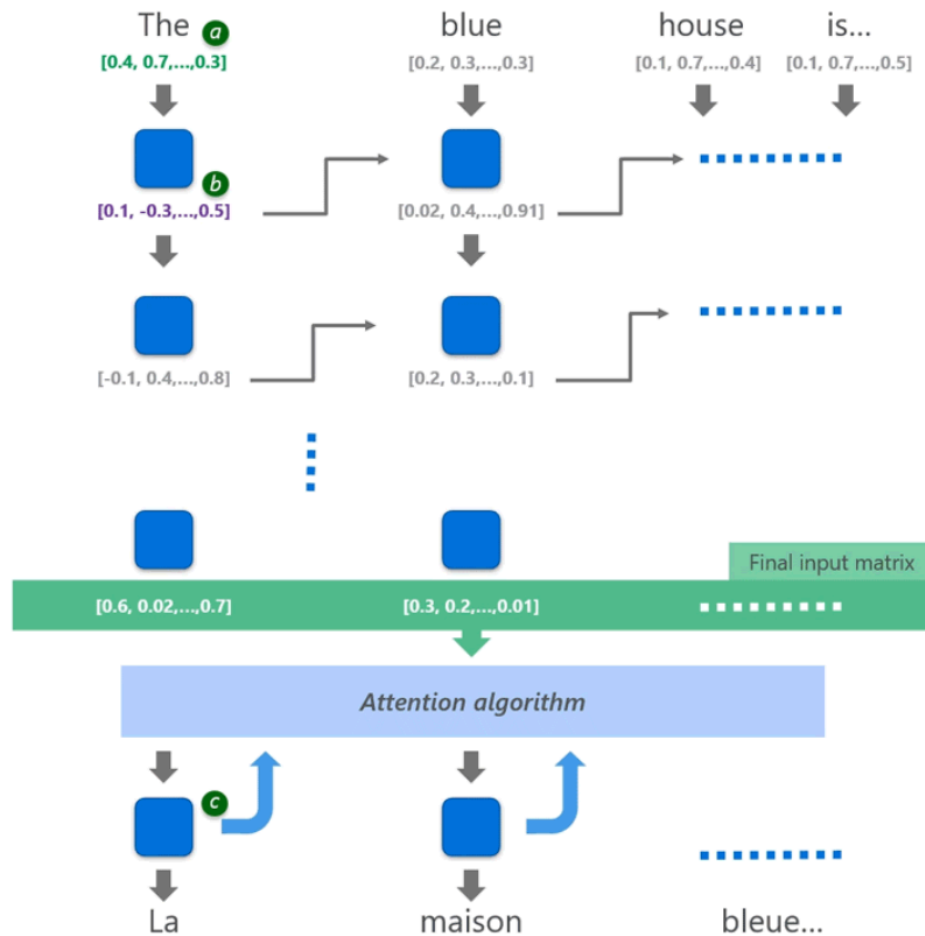 The a blue house is...
[0.4, 0.7,...,0.3] [0.2, 0.3,...,0.3] [0.1, 0.7,...,0.4] [0.1, 0.7,...,0.5]
b
[0.1, -0.3,...,0.5] [0.02, 0.4,...,0.91]
[-0.1, 0.4,...,0.8] [0.2, 0.3,...,0.1]
Final input matrix
[0.6, 0.02,...,0.7] [0.3, 0.2,...,0.01]
Attention algorithm
c
La maison bleue...